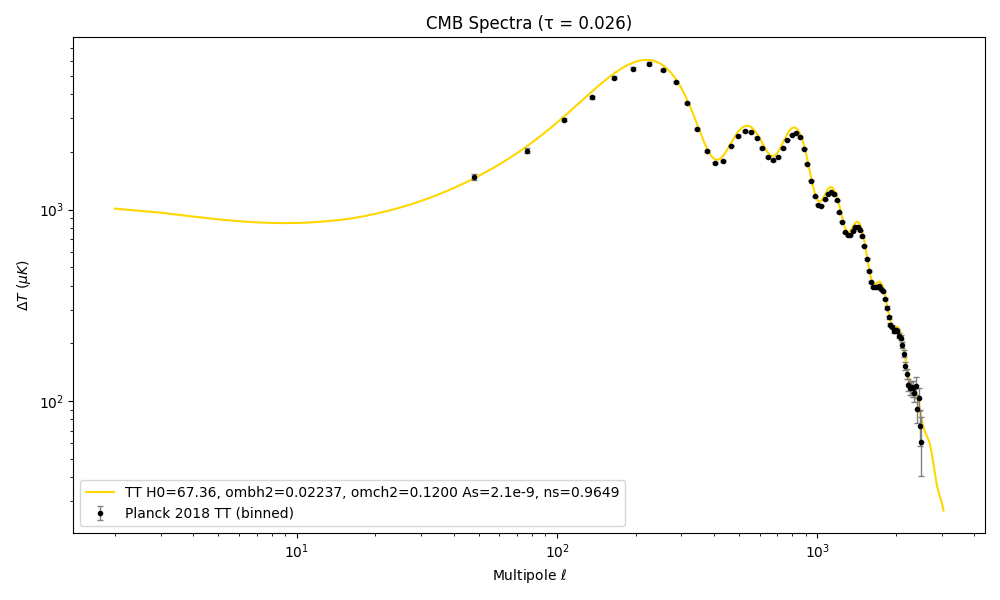 CMB Spectra (τ = 0.026)
ΔT (μK)
10³
10²
TT H0=67.36, ombh2=0.02237, omch2=0.1200 As=2.1e-9, ns=0.9649
Planck 2018 TT (binned)
10¹ 10² 10³
Multipole ℓ